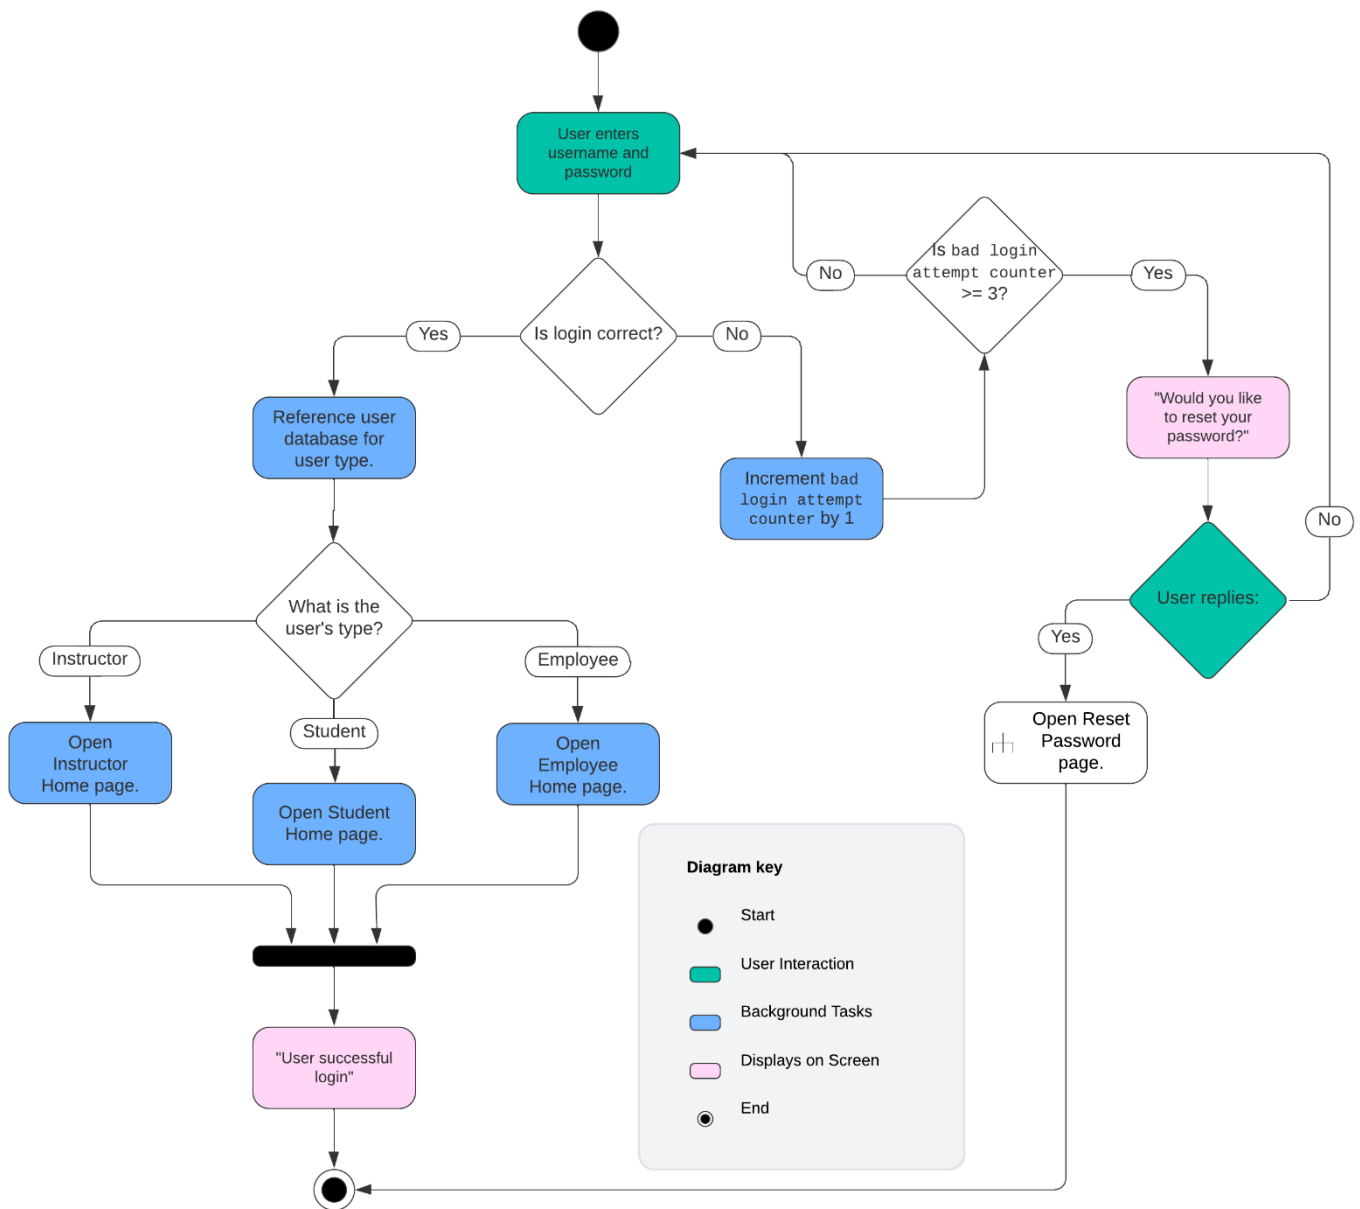 User enters
username and
password
Is bad login
attempt counter
>= 3?
No
Yes
Yes
Is login correct?
No
"Would you like
to reset your
password?"
Reference user
database for
user type.
Increment bad
login attempt
counter by 1
No
User replies:
What is the
user's type?
Yes
Instructor
Employee
Student
Open Reset
Password
page.
Open
Instructor
Home page.
Open
Employee
Home page.
Open Student
Home page.
Diagram key
Start
User Interaction
Background Tasks
Displays on Screen
End
"User successful
login"